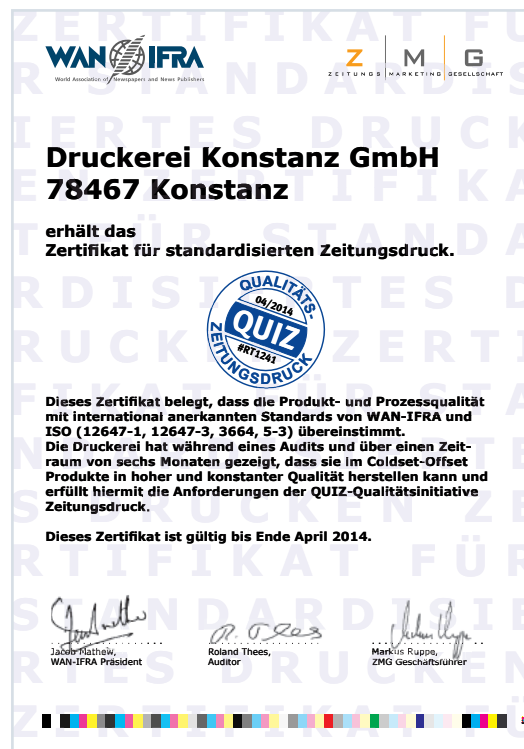 WAN IFRA
World Association of Newspapers and News Publishers
Z M G
ZEITUNGS MARKETING GESELLSCHAFT
Druckerei Konstanz GmbH
78467 Konstanz
erhält das
Zertifikat für standardisierten Zeitungsdruck.
QUALITÄTS-
04/2014
QUIZ
#RT1241
ZEITUNGSDRUCK
Dieses Zertifikat belegt, dass die Produkt- und Prozessqualität
mit international anerkannten Standards von WAN-IFRA und
ISO (12647-1, 12647-3, 3664, 5-3) übereinstimmt.
Die Druckerei hat während eines Audits und über einen Zeit-
raum von sechs Monaten gezeigt, dass sie im Coldset-Offset
Produkte in hoher und konstanter Qualität herstellen kann und
erfüllt hiermit die Anforderungen der QUIZ-Qualitätsinitiative
Zeitungsdruck.
Dieses Zertifikat ist gültig bis Ende April 2014.
R. Thees
Jacob Mathew,
WAN-IFRA Präsident
Roland Thees,
Auditor
Markus Ruppe,
ZMG Geschäftsführer